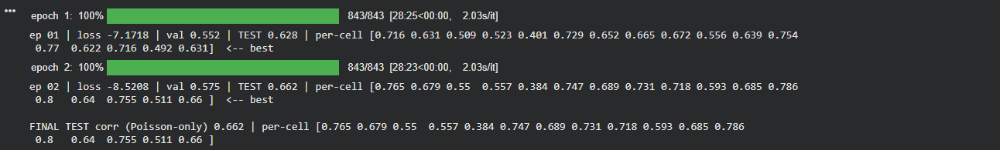 •••
epoch 1: 100% 843/843 [28:25<00:00, 2.03s/it]
ep 01 | loss -7.1718 | val 0.552 | TEST 0.628 | per-cell [0.716 0.631 0.509 0.523 0.401 0.729 0.652 0.665 0.672 0.556 0.639 0.754
0.77 0.622 0.716 0.492 0.631] <-- best
epoch 2: 100% 843/843 [28:23<00:00, 2.03s/it]
ep 02 | loss -8.5208 | val 0.575 | TEST 0.662 | per-cell [0.765 0.679 0.55 0.557 0.384 0.747 0.689 0.731 0.718 0.593 0.685 0.786
0.8 0.64 0.755 0.511 0.66 ] <-- best
FINAL TEST corr (Poisson-only) 0.662 | per-cell [0.765 0.679 0.55 0.557 0.384 0.747 0.689 0.731 0.718 0.593 0.685 0.786
0.8 0.64 0.755 0.511 0.66 ]